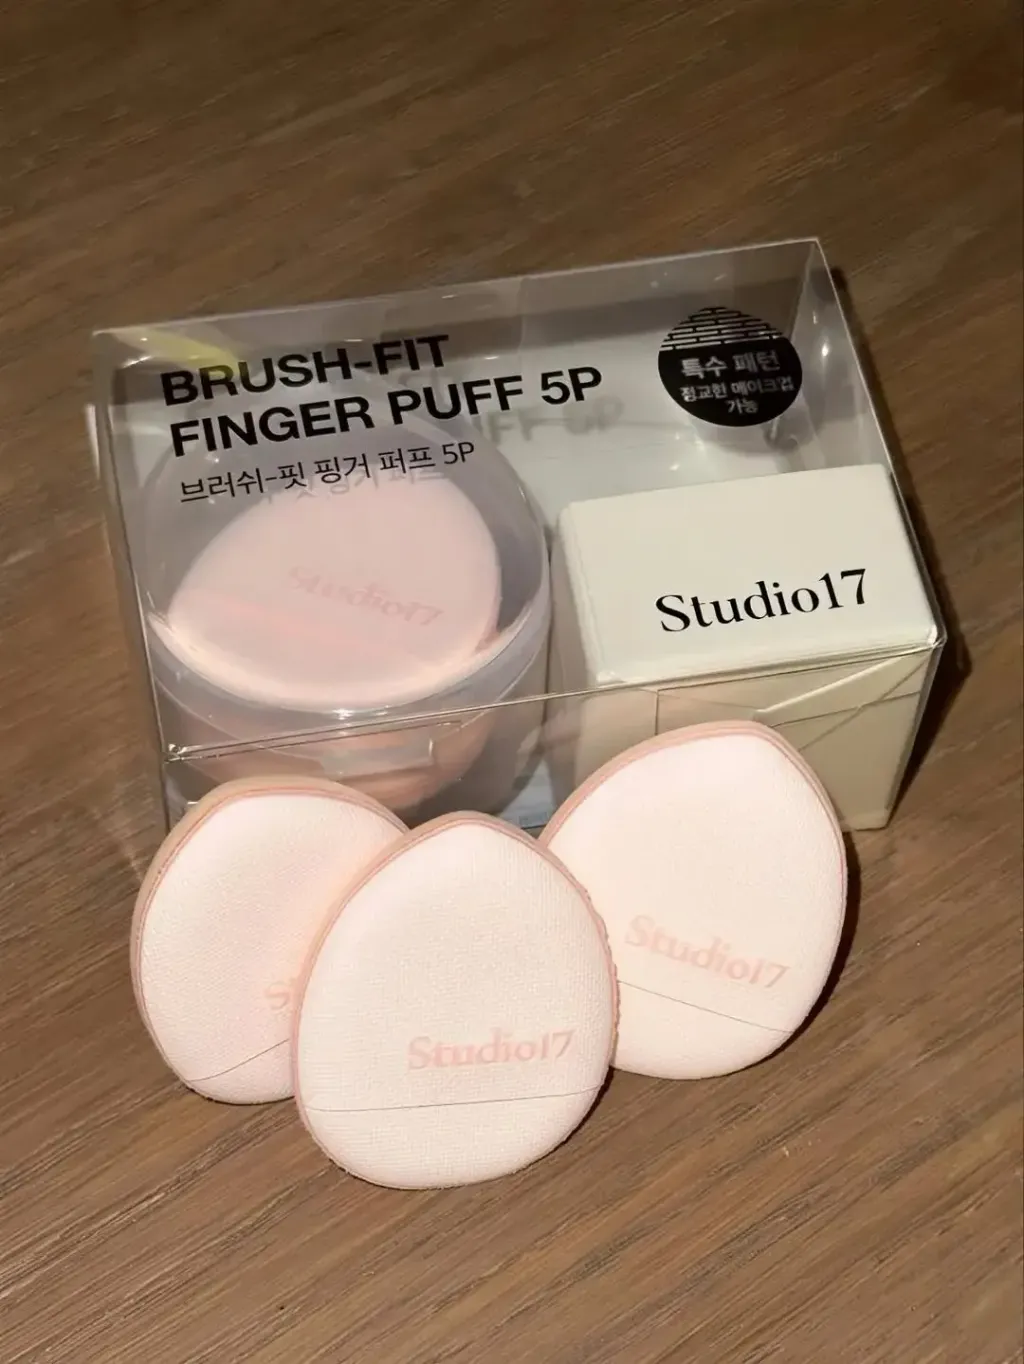 BRUSH-FIT
FINGER PUFF 5P
브러쉬-핏 핑거 퍼프 5P
특수 패턴
정교한 메이크업
가능
Studio17
Studio17
Studio17
Studio17